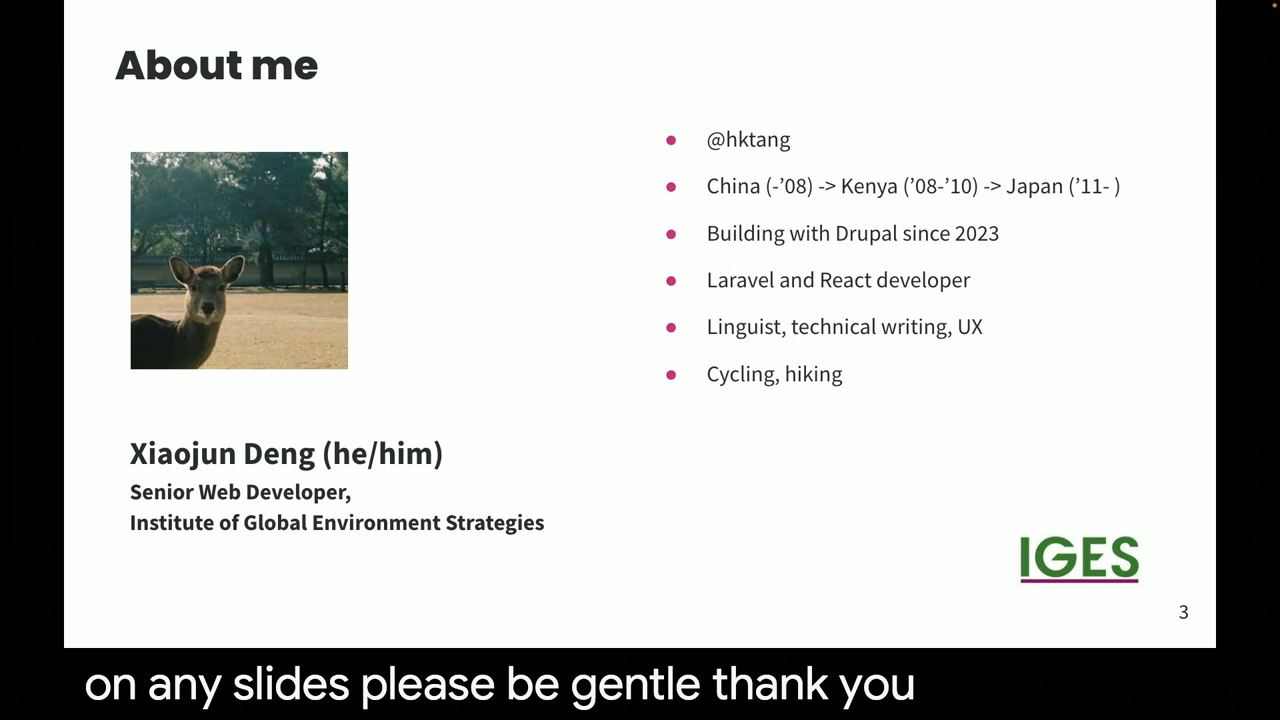 About me
@hktang
China (-’08) -> Kenya (’08-’10) -> Japan (’11- )
Building with Drupal since 2023
Laravel and React developer
Linguist, technical writing, UX
Cycling, hiking
Xiaojun Deng (he/him)
Senior Web Developer,
Institute of Global Environment Strategies
IGES
3
on any slides please be gentle thank you